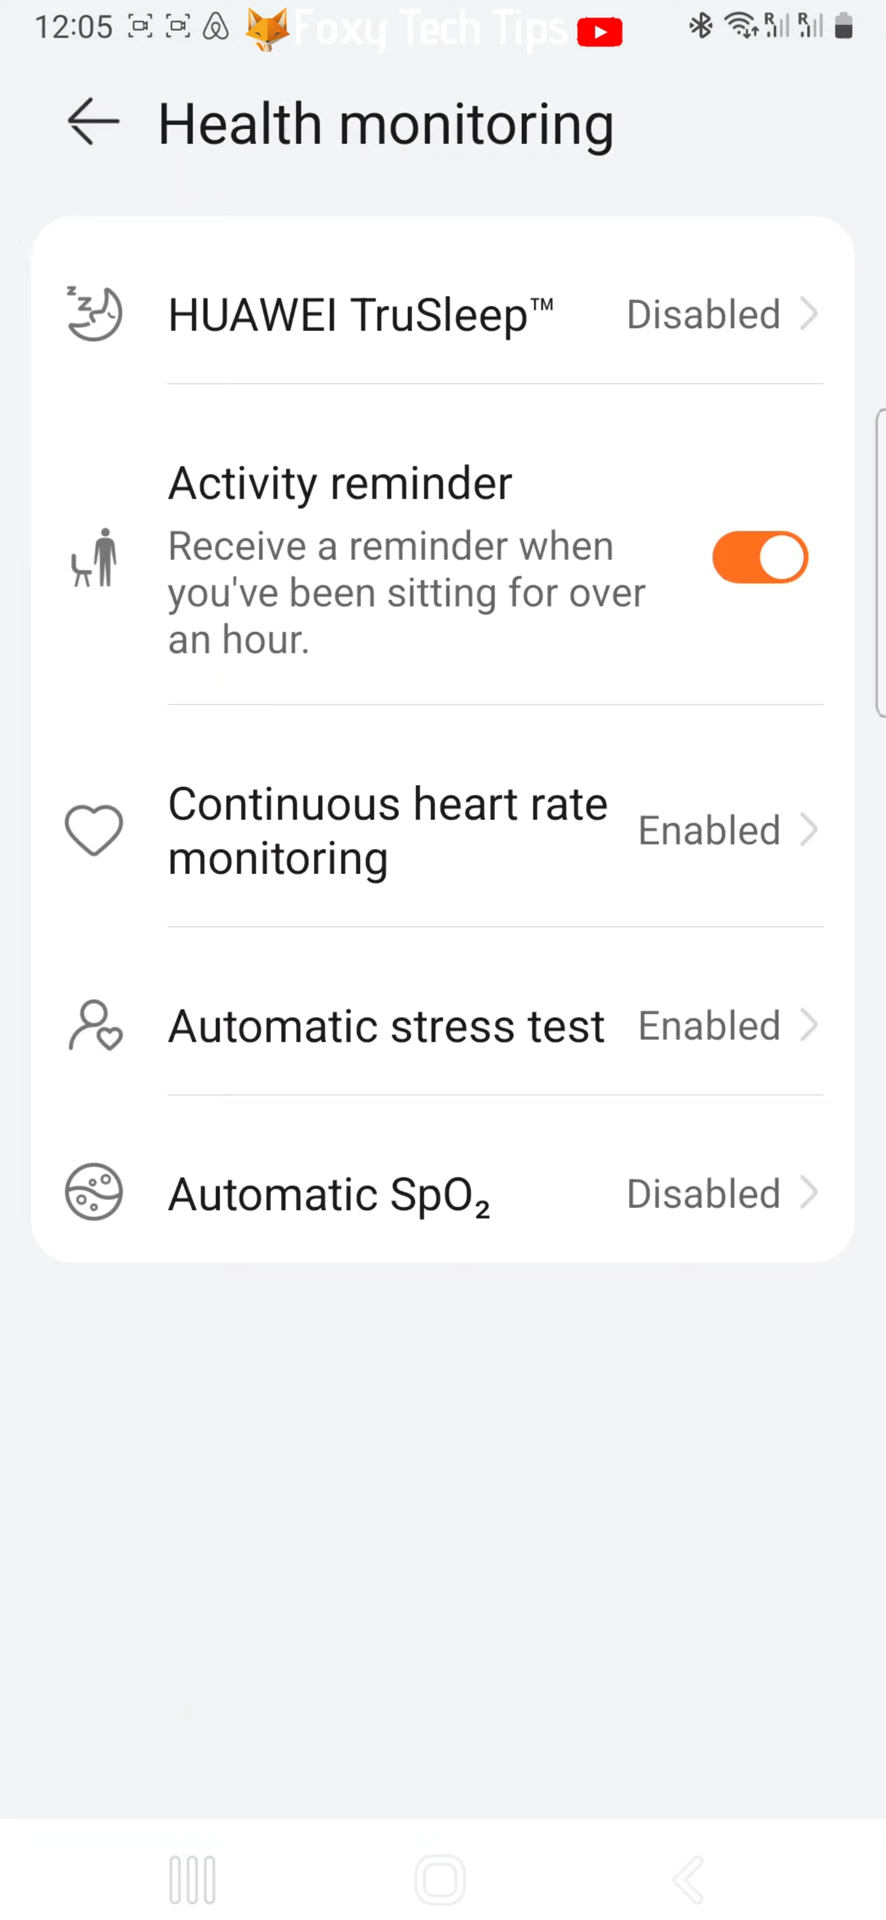 12:05 Foxy Tech Tips R R
Health monitoring
HUAWEI TruSleep™ Disabled
Activity reminder
Receive a reminder when
you've been sitting for over
an hour.
Continuous heart rate
monitoring
Enabled
Automatic stress test Enabled
Automatic SpO₂ Disabled